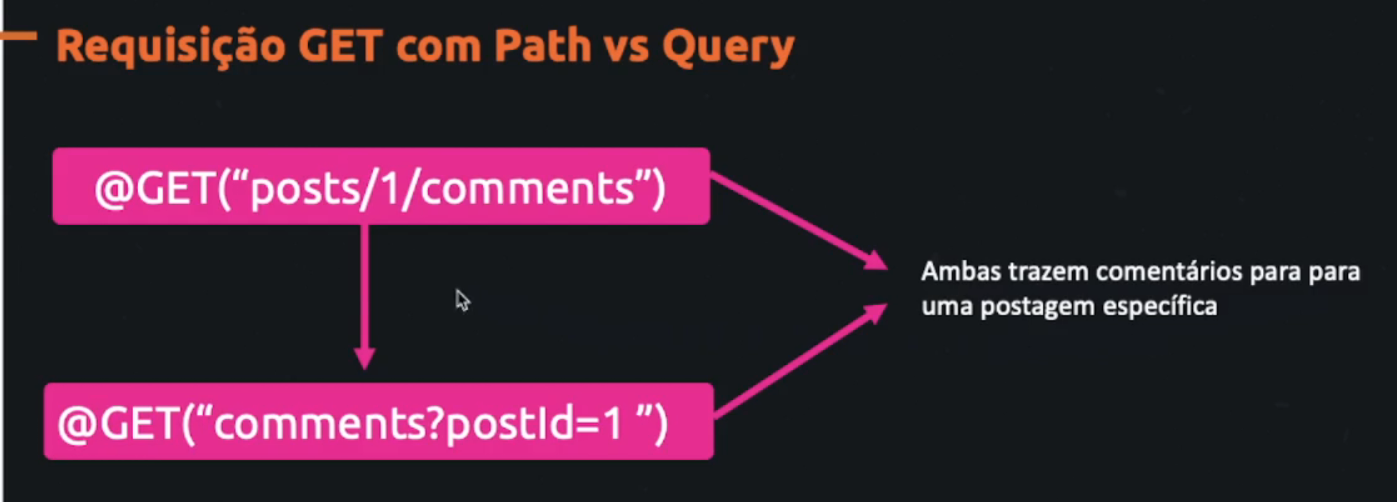 Requisição GET com Path vs Query
@GET(“posts/1/comments”)
Ambas trazem comentários para para
uma postagem específica
@GET(“comments?postId=1 ”)